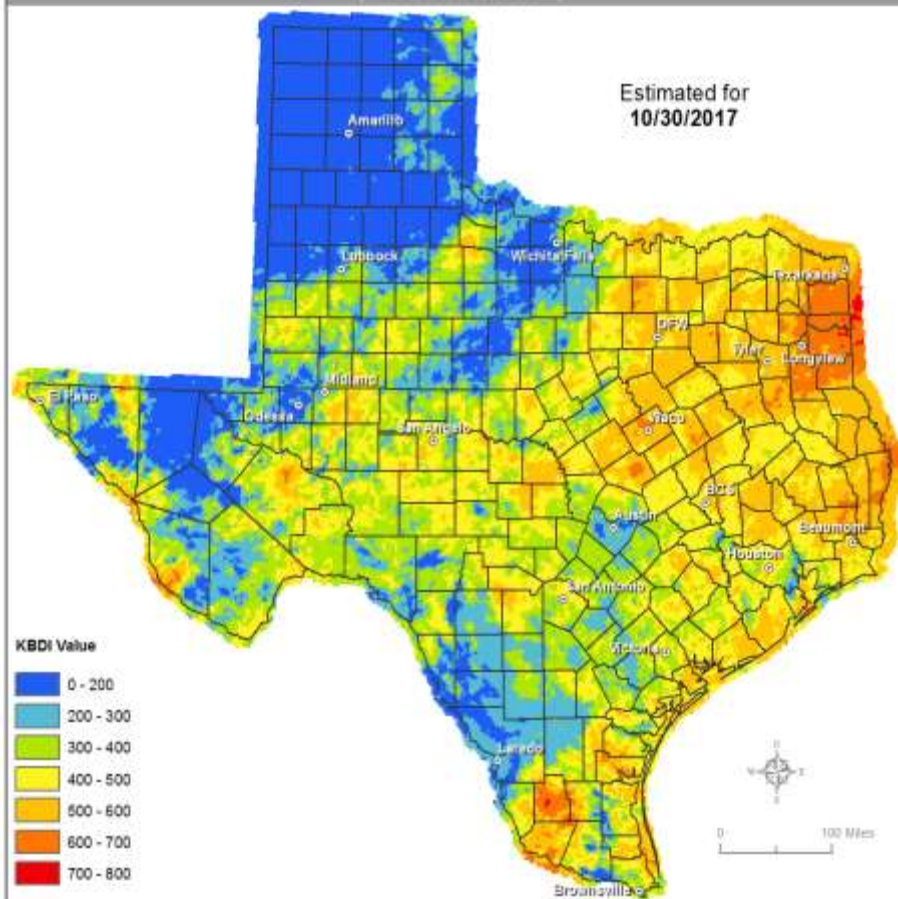 Estimated for
10/30/2017
Amarillo
Lubbock
Wichita Falls
Texarkana
DFW
Tyler
Longview
El Paso
Midland
Odessa
San Angelo
Waco
BCS
Austin
Beaumont
Houston
San Antonio
Victoria
KBDI Value
0 - 200
200 - 300
300 - 400
400 - 500
500 - 600
600 - 700
700 - 800
Laredo
W E
0 100 Miles
Brownsville